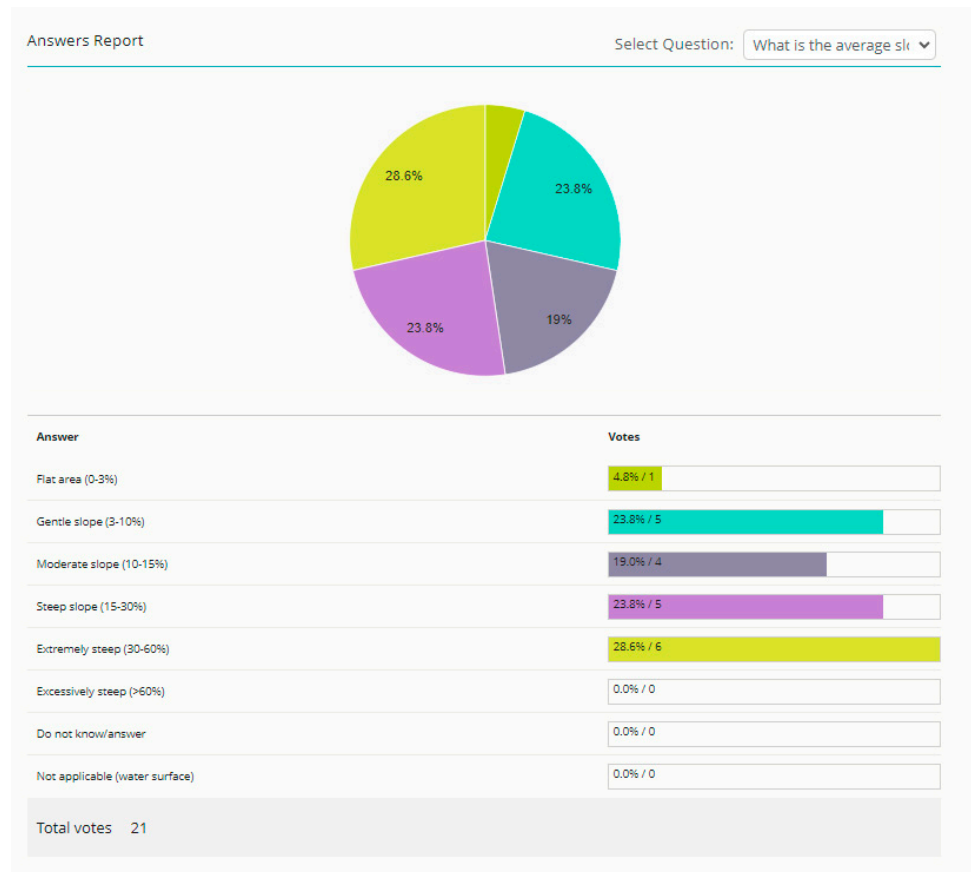 Answers Report
Select Question: What is the average slo
28.6%
23.8%
23.8%
19%
Answer Votes
Flat area (0-3%) 4.8% / 1
Gentle slope (3-10%) 23.8% / 5
Moderate slope (10-15%) 19.0% / 4
Steep slope (15-30%) 23.8% / 5
Extremely steep (30-60%) 28.6% / 6
Excessively steep (>60%) 0.0% / 0
Do not know/answer 0.0% / 0
Not applicable (water surface) 0.0% / 0
Total votes 21